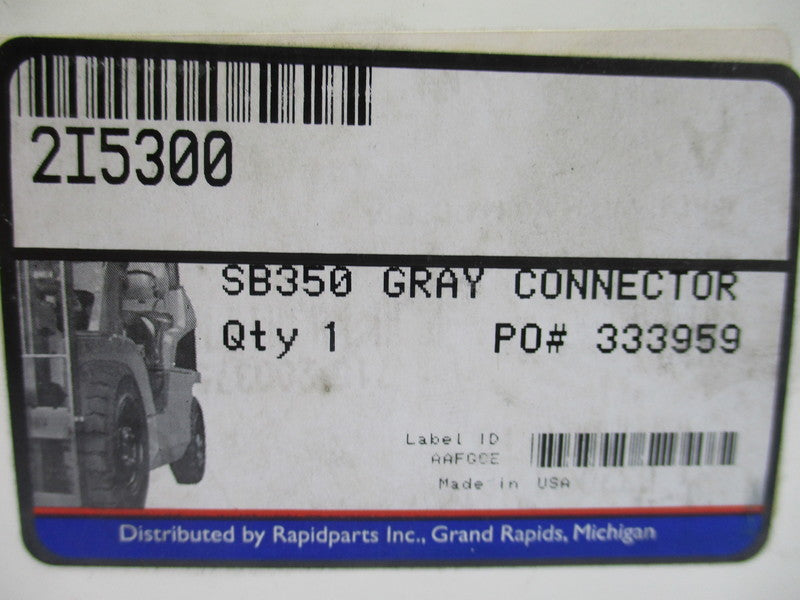 2I5300
SB350 GRAY CONNECTOR
Qty 1 PO# 333959
Label ID
Made in USA
Distributed by Rapidparts Inc., Grand Rapids, Michigan